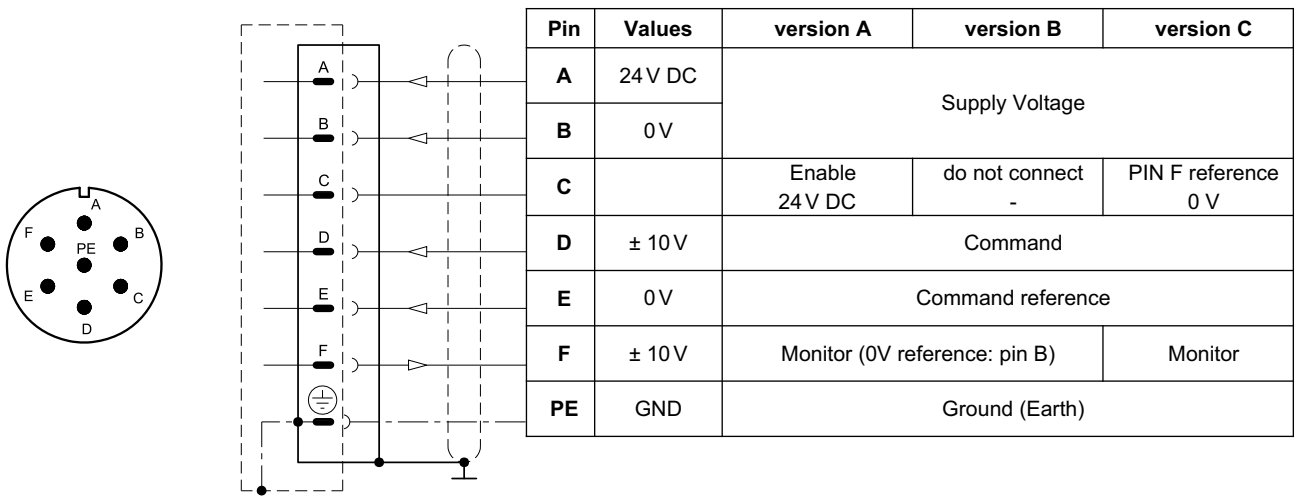 A
F
B
PE
E
C
D
A
B
C
D
E
F
Pin Values version A version B version C
A 24 V DC Supply Voltage
B 0 V
C Enable 24 V DC do not connect - PIN F reference 0 V
D ± 10 V Command
E 0 V Command reference
F ± 10 V Monitor (0V reference: pin B) Monitor
PE GND Ground (Earth)